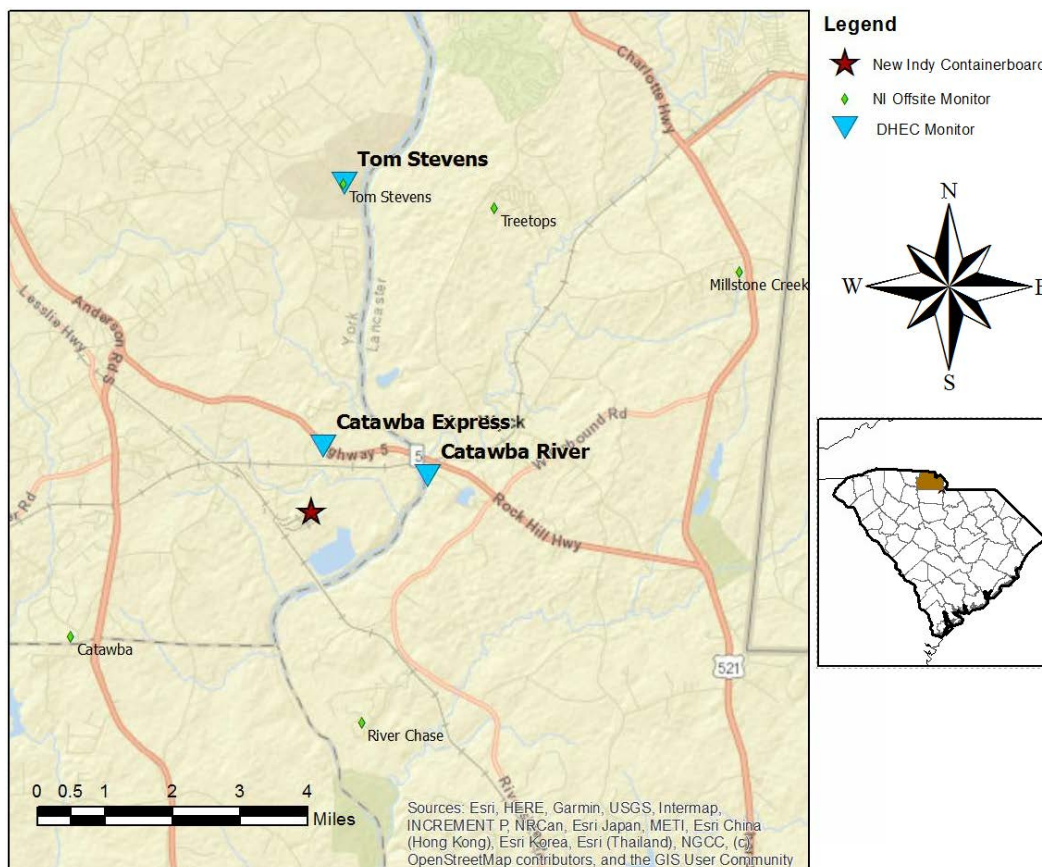 Legend
New Indy Containerboard
NI Offsite Monitor
DHEC Monitor
N
W
E
S
Charlotte Hwy
Tom Stevens
Tom Stevens
Treetops
Millstone Creek
York
Lancaster
Lesslie Hwy
Anderson Rd S
Catawba Express
ighway 5
5
Catawba River
Rock Hill Hwy
521
Catawba
River Chase
0 0.5 1 2 3 4
Miles
Sources: Esri, HERE, Garmin, USGS, Intermap,
INCREMENT P, NRCan, Esri Japan, METI, Esri China
(Hong Kong), Esri Korea, Esri (Thailand), NGCC, (c)
OpenStreetMap contributors, and the GIS User Community